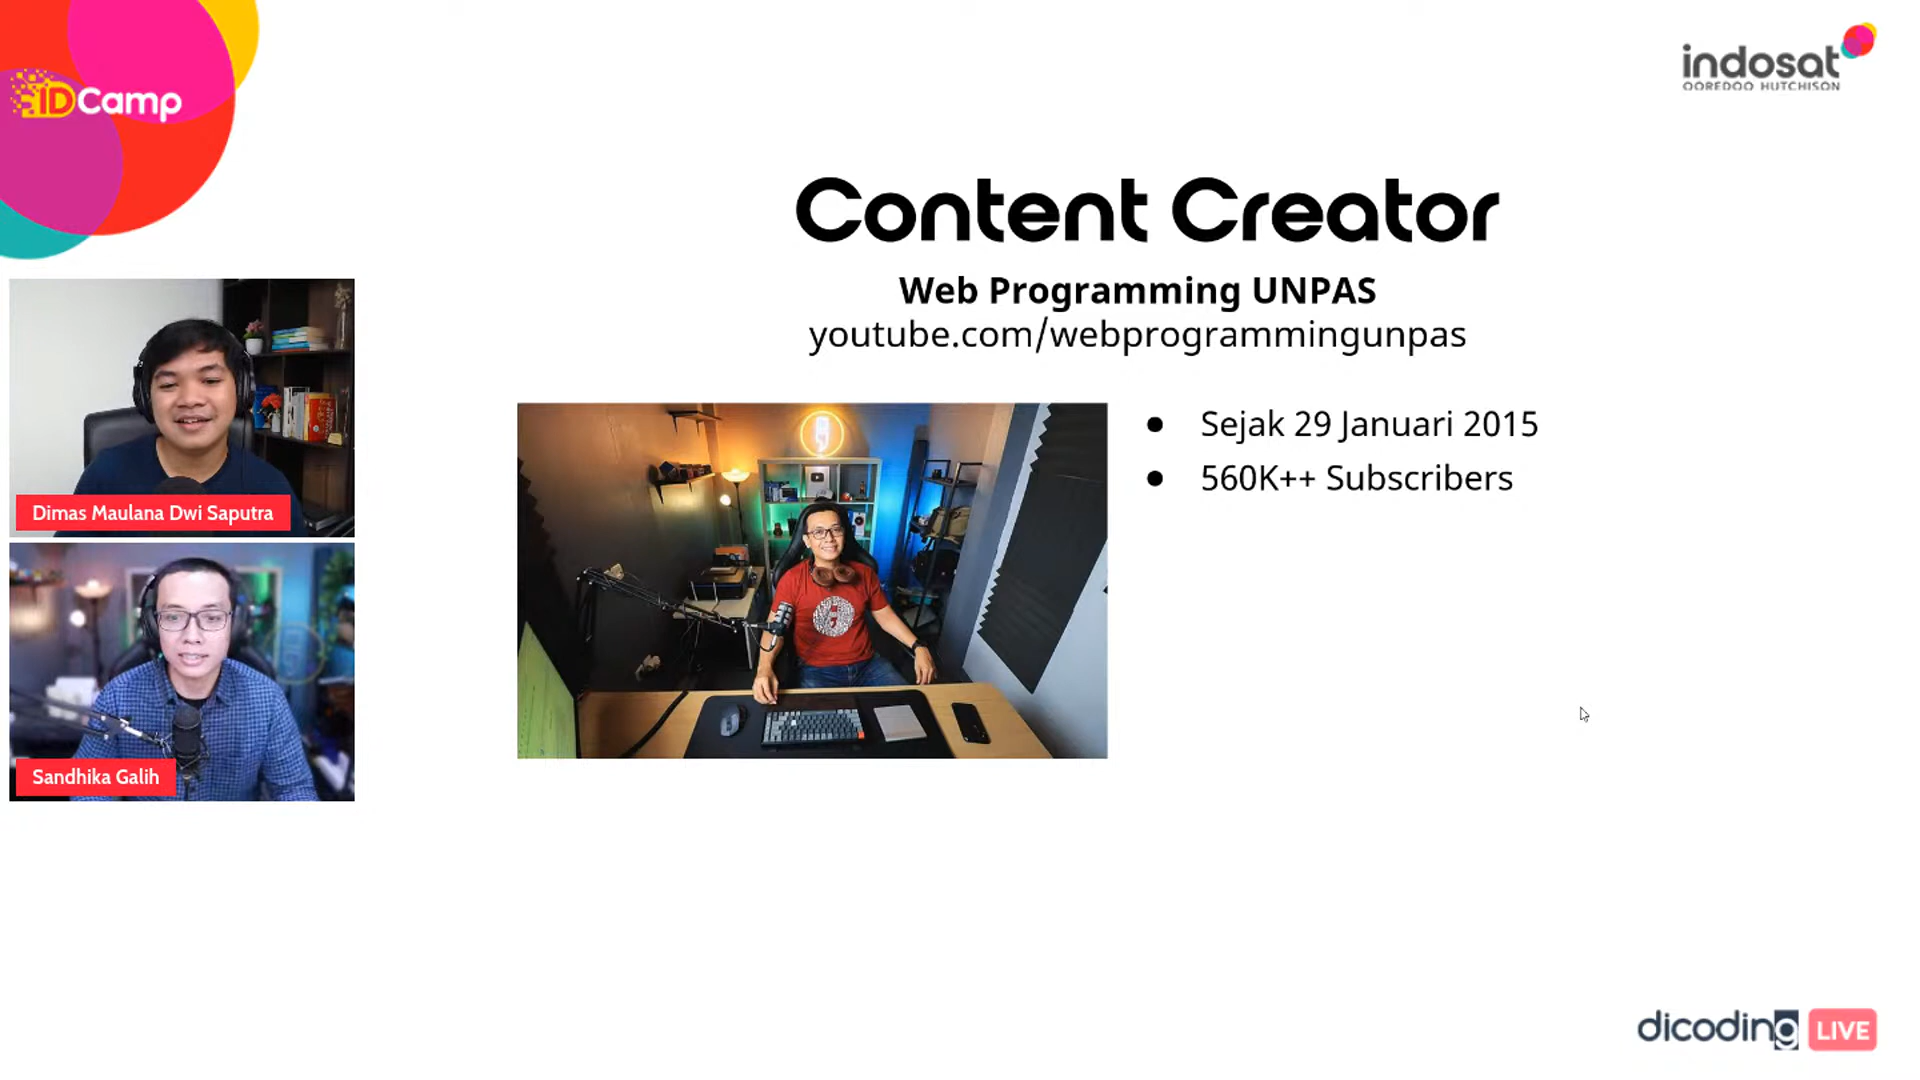 IDCamp
indosat
OOREDOO HUTCHISON
Content Creator
Web Programming UNPAS
youtube.com/webprogrammingunpas
● Sejak 29 Januari 2015
● 560K++ Subscribers
Dimas Maulana Dwi Saputra
Sandhika Galih
dicoding LIVE